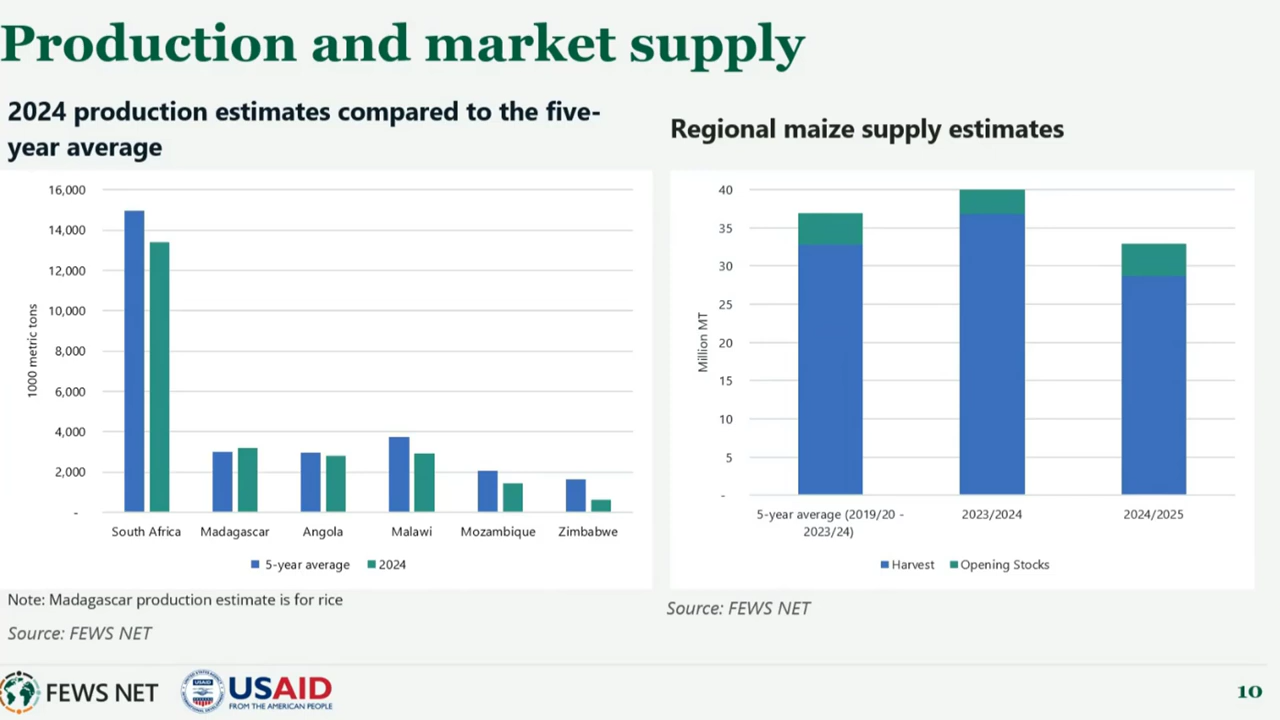 Production and market supply
2024 production estimates compared to the five-
year average
16,000
14,000
12,000
10,000
8,000
6,000
4,000
2,000
-
1000 metric tons
South Africa
Madagascar
Angola
Malawi
Mozambique
Zimbabwe
5-year average
2024
Note: Madagascar production estimate is for rice
Source: FEWS NET
Regional maize supply estimates
40
35
30
25
20
15
10
5
-
Million MT
5-year average (2019/20 -
2023/24)
2023/2024
2024/2025
Harvest
Opening Stocks
Source: FEWS NET
FEWS NET
USAID
FROM THE AMERICAN PEOPLE
10